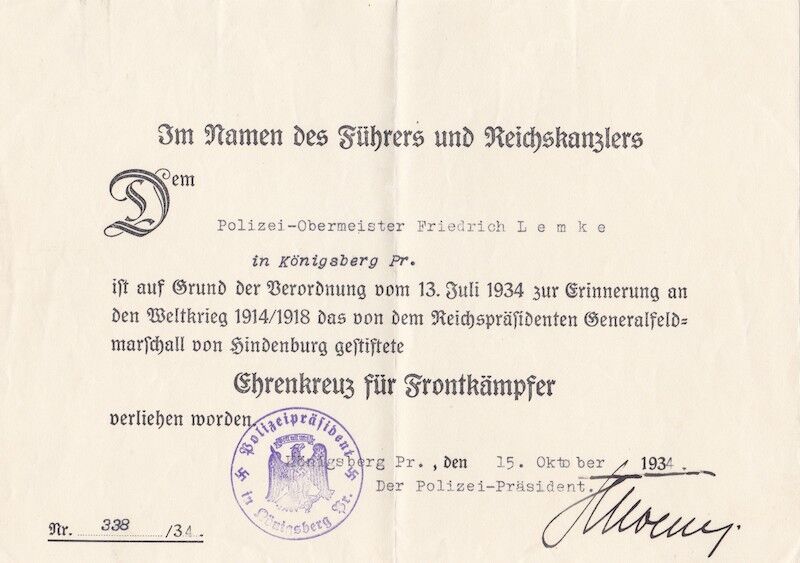 Im Namen des Führers und Reichskanzlers
Dem
Polizei-Obermeister Friedrich L e m k e
in Königsberg Pr.
ist auf Grund der Verordnung vom 13. Juli 1934 zur Erinnerung an
den Weltkrieg 1914/1918 das von dem Reichspräsidenten Generalfeld=
marschall von Hindenburg gestiftete
Ehrenkreuz für Frontkämpfer
verliehen worden.
Polizeipräsident
in Königsberg Pr.
Königsberg Pr., den 15. Oktober 1934.
Der Polizei-Präsident.
Nr. 338 /34.